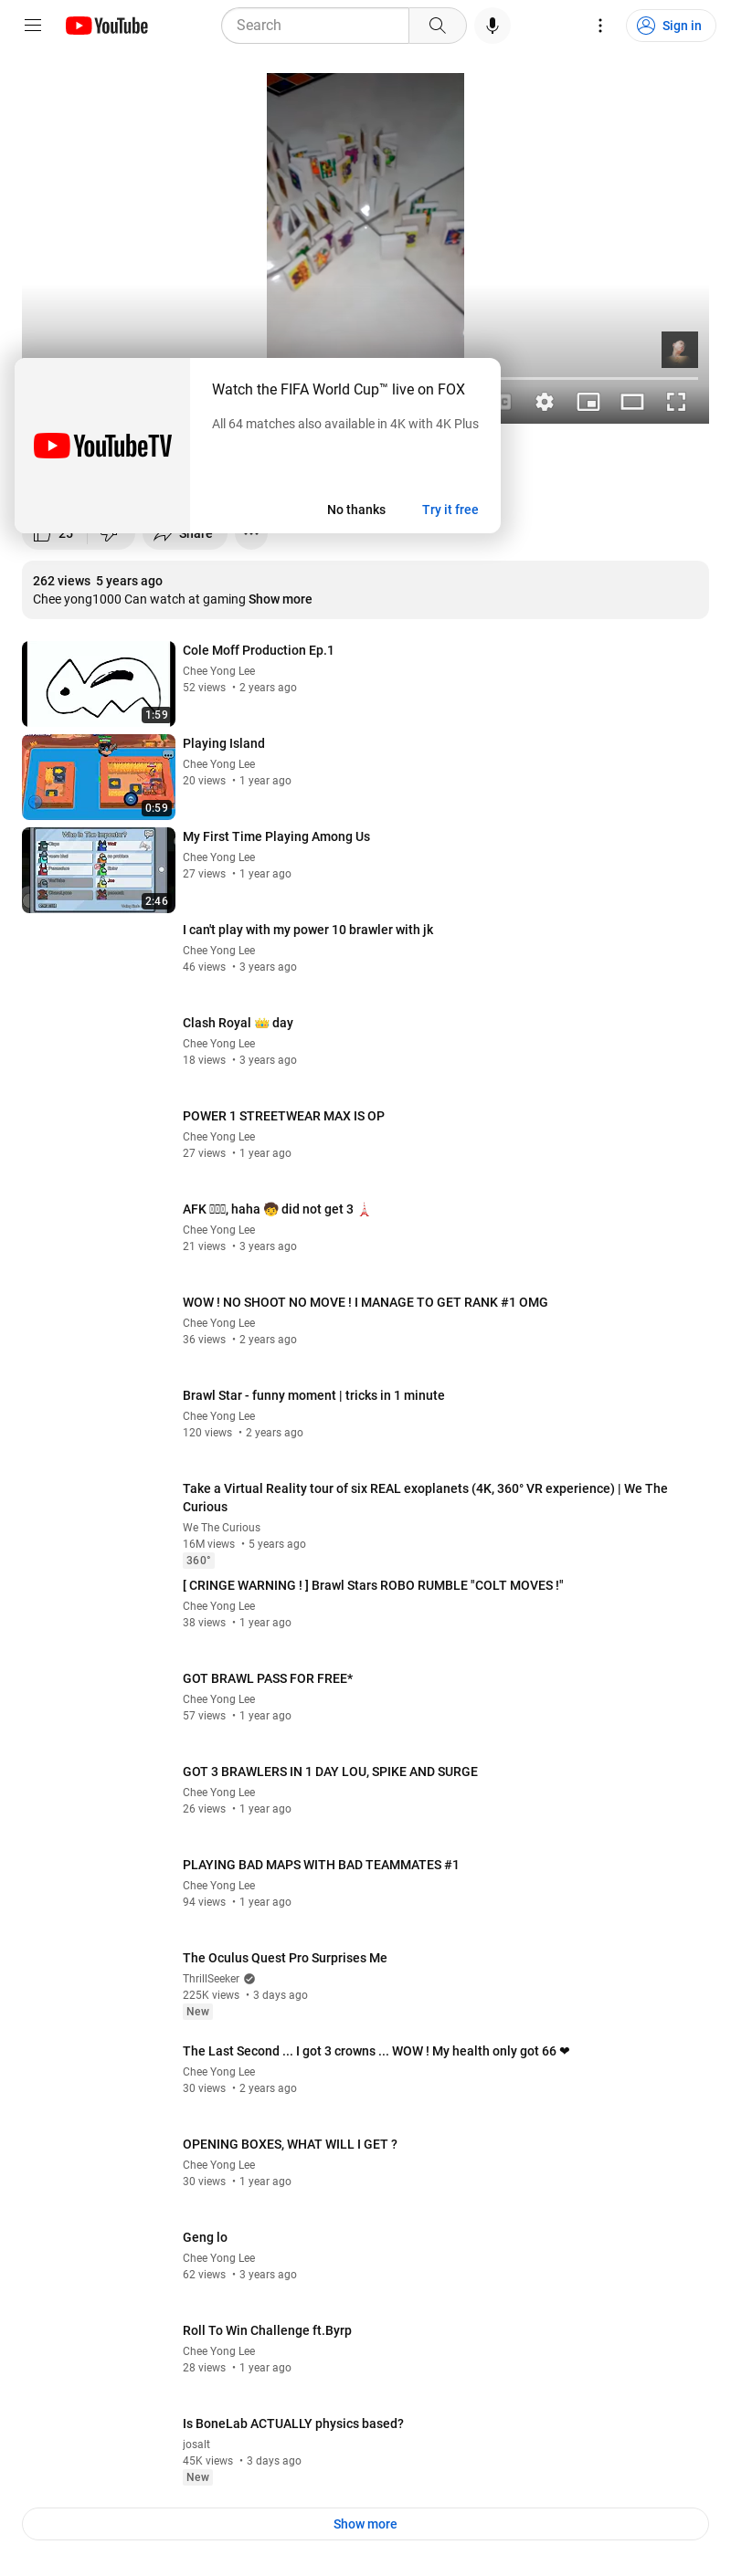 YouTube
Search
Sign in
Watch the FIFA World Cup™ live on FOX
All 64 matches also available in 4K with 4K Plus
YouTubeTV
No thanks
Try it free
25
Share
262 views 5 years ago
Chee yong1000 Can watch at gaming Show more
Cole Moff Production Ep.1
Chee Yong Lee
52 views • 2 years ago
1:59
Playing Island
Chee Yong Lee
20 views • 1 year ago
0:59
My First Time Playing Among Us
Chee Yong Lee
27 views • 1 year ago
Who Is The Impostor?
2:46
I can't play with my power 10 brawler with jk
Chee Yong Lee
46 views • 3 years ago
Clash Royal 👑 day
Chee Yong Lee
18 views • 3 years ago
POWER 1 STREETWEAR MAX IS OP
Chee Yong Lee
27 views • 1 year ago
AFK , haha 🧒 did not get 3 🗼
Chee Yong Lee
21 views • 3 years ago
WOW ! NO SHOOT NO MOVE ! I MANAGE TO GET RANK #1 OMG
Chee Yong Lee
36 views • 2 years ago
Brawl Star - funny moment | tricks in 1 minute
Chee Yong Lee
120 views • 2 years ago
Take a Virtual Reality tour of six REAL exoplanets (4K, 360° VR experience) | We The
Curious
We The Curious
16M views • 5 years ago
360°
[ CRINGE WARNING ! ] Brawl Stars ROBO RUMBLE "COLT MOVES !"
Chee Yong Lee
38 views • 1 year ago
GOT BRAWL PASS FOR FREE*
Chee Yong Lee
57 views • 1 year ago
GOT 3 BRAWLERS IN 1 DAY LOU, SPIKE AND SURGE
Chee Yong Lee
26 views • 1 year ago
PLAYING BAD MAPS WITH BAD TEAMMATES #1
Chee Yong Lee
94 views • 1 year ago
The Oculus Quest Pro Surprises Me
ThrillSeeker
225K views • 3 days ago
New
The Last Second ... I got 3 crowns ... WOW ! My health only got 66 ❤
Chee Yong Lee
30 views • 2 years ago
OPENING BOXES, WHAT WILL I GET ?
Chee Yong Lee
30 views • 1 year ago
Geng lo
Chee Yong Lee
62 views • 3 years ago
Roll To Win Challenge ft.Byrp
Chee Yong Lee
28 views • 1 year ago
Is BoneLab ACTUALLY physics based?
josalt
45K views • 3 days ago
New
Show more